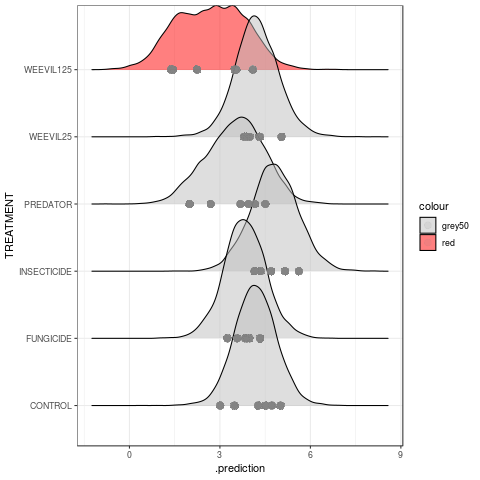 WEEVIL125
WEEVIL25
PREDATOR
INSECTICIDE
FUNGICIDE
CONTROL
TREATMENT
0 3 6 9
.prediction
colour
grey50
red